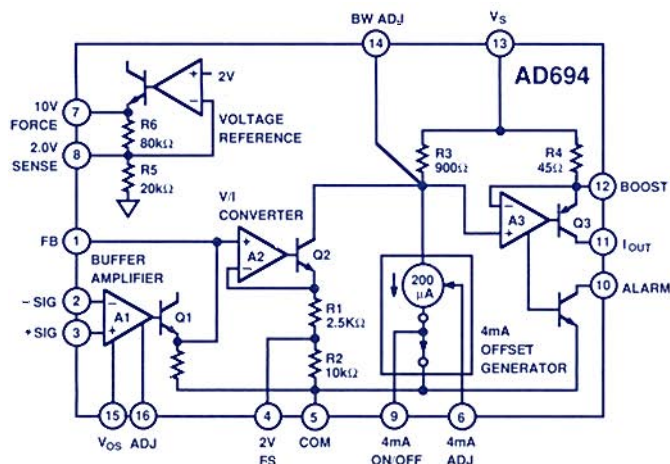 BW ADJ
VS
14
13
AD694
2V
10V
FORCE
7
R6
80kΩ
VOLTAGE
REFERENCE
2.0V
SENSE
8
R5
20kΩ
R3
900Ω
R4
45Ω
12
BOOST
V/I
CONVERTER
A3
Q3
11
IOUT
FB
1
A2
Q2
BUFFER
AMPLIFIER
200
μA
10
ALARM
- SIG
2
A1
Q1
R1
2.5KΩ
+ SIG
3
4mA
OFFSET
GENERATOR
R2
10kΩ
15
16
4
5
9
6
VOS
ADJ
2V
FS
COM
4mA
ON/OFF
4mA
ADJ